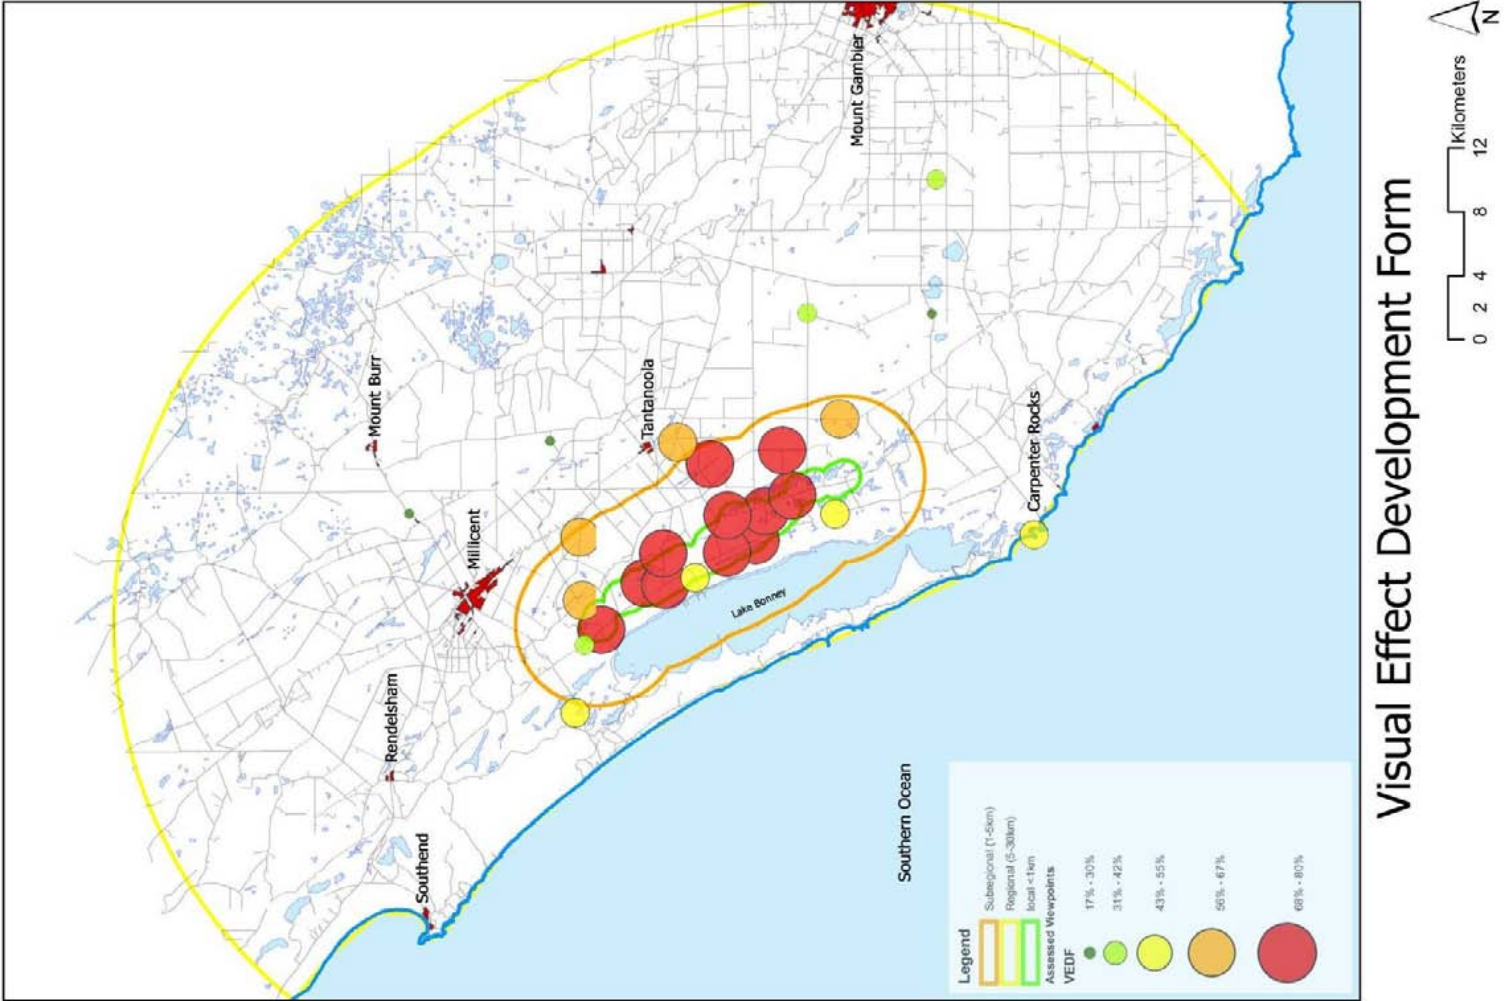 Visual Effect Development Form
Mount Gambier
Mount Burr
Tantanoola
Millicent
Carpenter Rocks
Rendelsham
Lake Bonney
Southend
Southern Ocean
Legend
Subregional (1-5km)
Regional (5-30km)
local <1km
Assessed Viewpoints
VEDF
17% - 30%
31% - 42%
43% - 55%
56% - 67%
68% - 80%
0 2 4 8 12
Kilometers
N